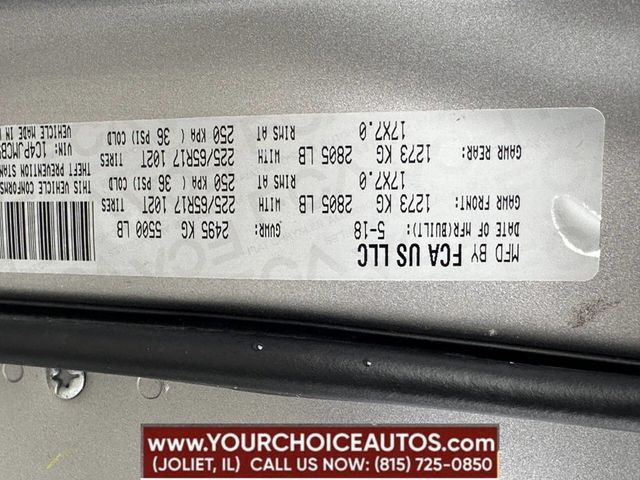 MFD BY FCA US LLC
DATE OF MFR(BUILT): 5-18 GVWR: 2495 KG 5500 LB
GAWR FRONT: 1273 KG 2805 LB WITH 225/65R17 102T TIRES
17X7.0 RIMS AT 250 KPA ( 36 PSI) COLD
GAWR REAR: 1273 KG 2805 LB WITH 225/65R17 102T TIRES
17X7.0 RIMS AT 250 KPA ( 36 PSI) COLD
THIS VEHICLE CONFORMS
THEFT PREVENTION STAN
VIN: 1C4PJMCB
VEHICLE MADE IN
WWW.YOURCHOICEAUTOS.COM
(JOLIET, IL) CALL US NOW: (815) 725-0850